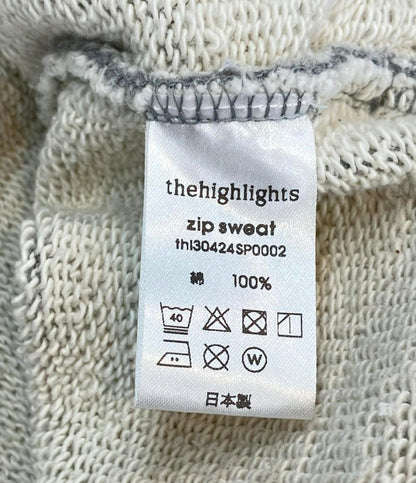 thehighlights
zip sweat
thl30424SP0002
綿 100%
40
W
日本製